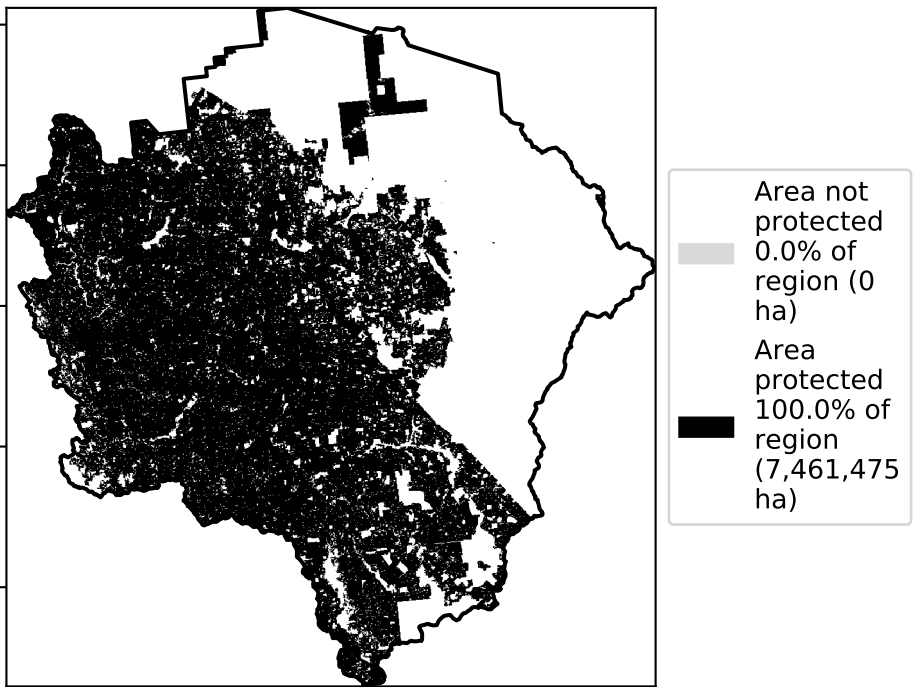 Area not
protected
0.0% of
region (0
ha)
Area
protected
100.0% of
region
(7,461,475
ha)